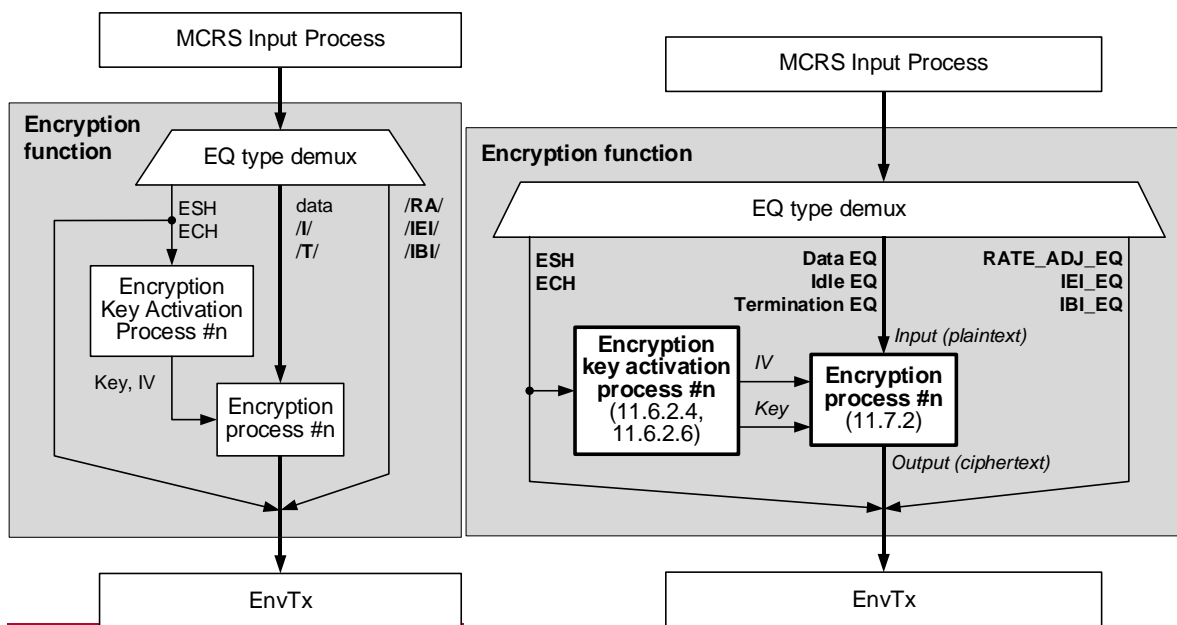 MCRS Input Process
Encryption
function
EQ type demux
ESH
ECH
data
/I/
/T/
/RA/
/IEI/
/IBI/
Encryption
Key Activation
Process #n
Key, IV
Encryption
process #n
EnvTx
MCRS Input Process
Encryption function
EQ type demux
ESH
ECH
Data EQ
Idle EQ
Termination EQ
RATE_ADJ_EQ
IEI_EQ
IBI_EQ
Input (plaintext)
Encryption
key activation
process #n
(11.6.2.4,
11.6.2.6)
IV
Key
Encryption
process #n
(11.7.2)
Output (ciphertext)
EnvTx